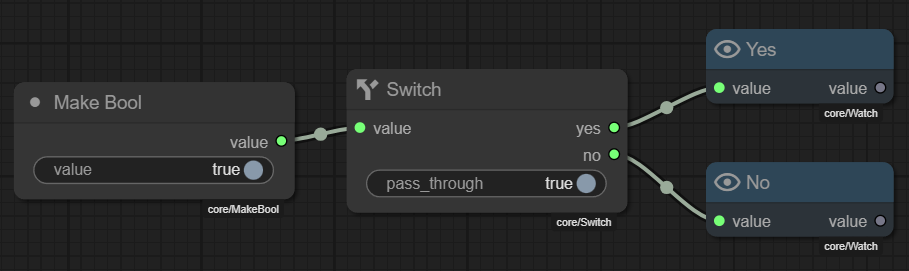 Make Bool
value
value true
core/MakeBool
Switch
value yes
no
pass_through true
core/Switch
Yes
value value
core/Watch
No
value value
core/Watch